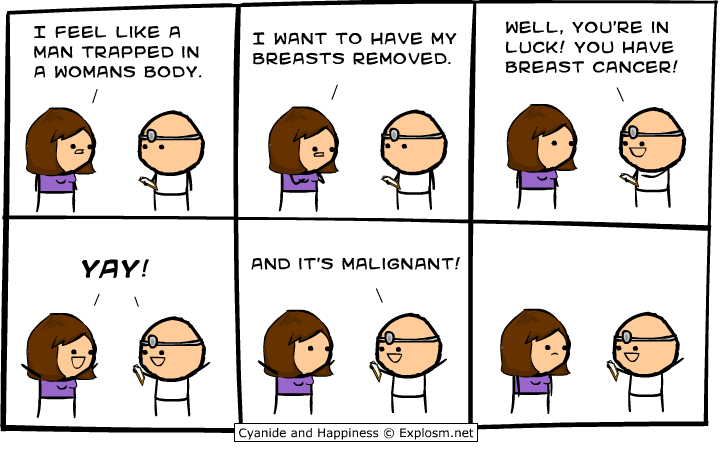 I FEEL LIKE A
MAN TRAPPED IN
A WOMANS BODY.
I WANT TO HAVE MY
BREASTS REMOVED.
WELL, YOU'RE IN
LUCK! YOU HAVE
BREAST CANCER!
YAY!
AND IT'S MALIGNANT!
Cyanide and Happiness © Explosm.net